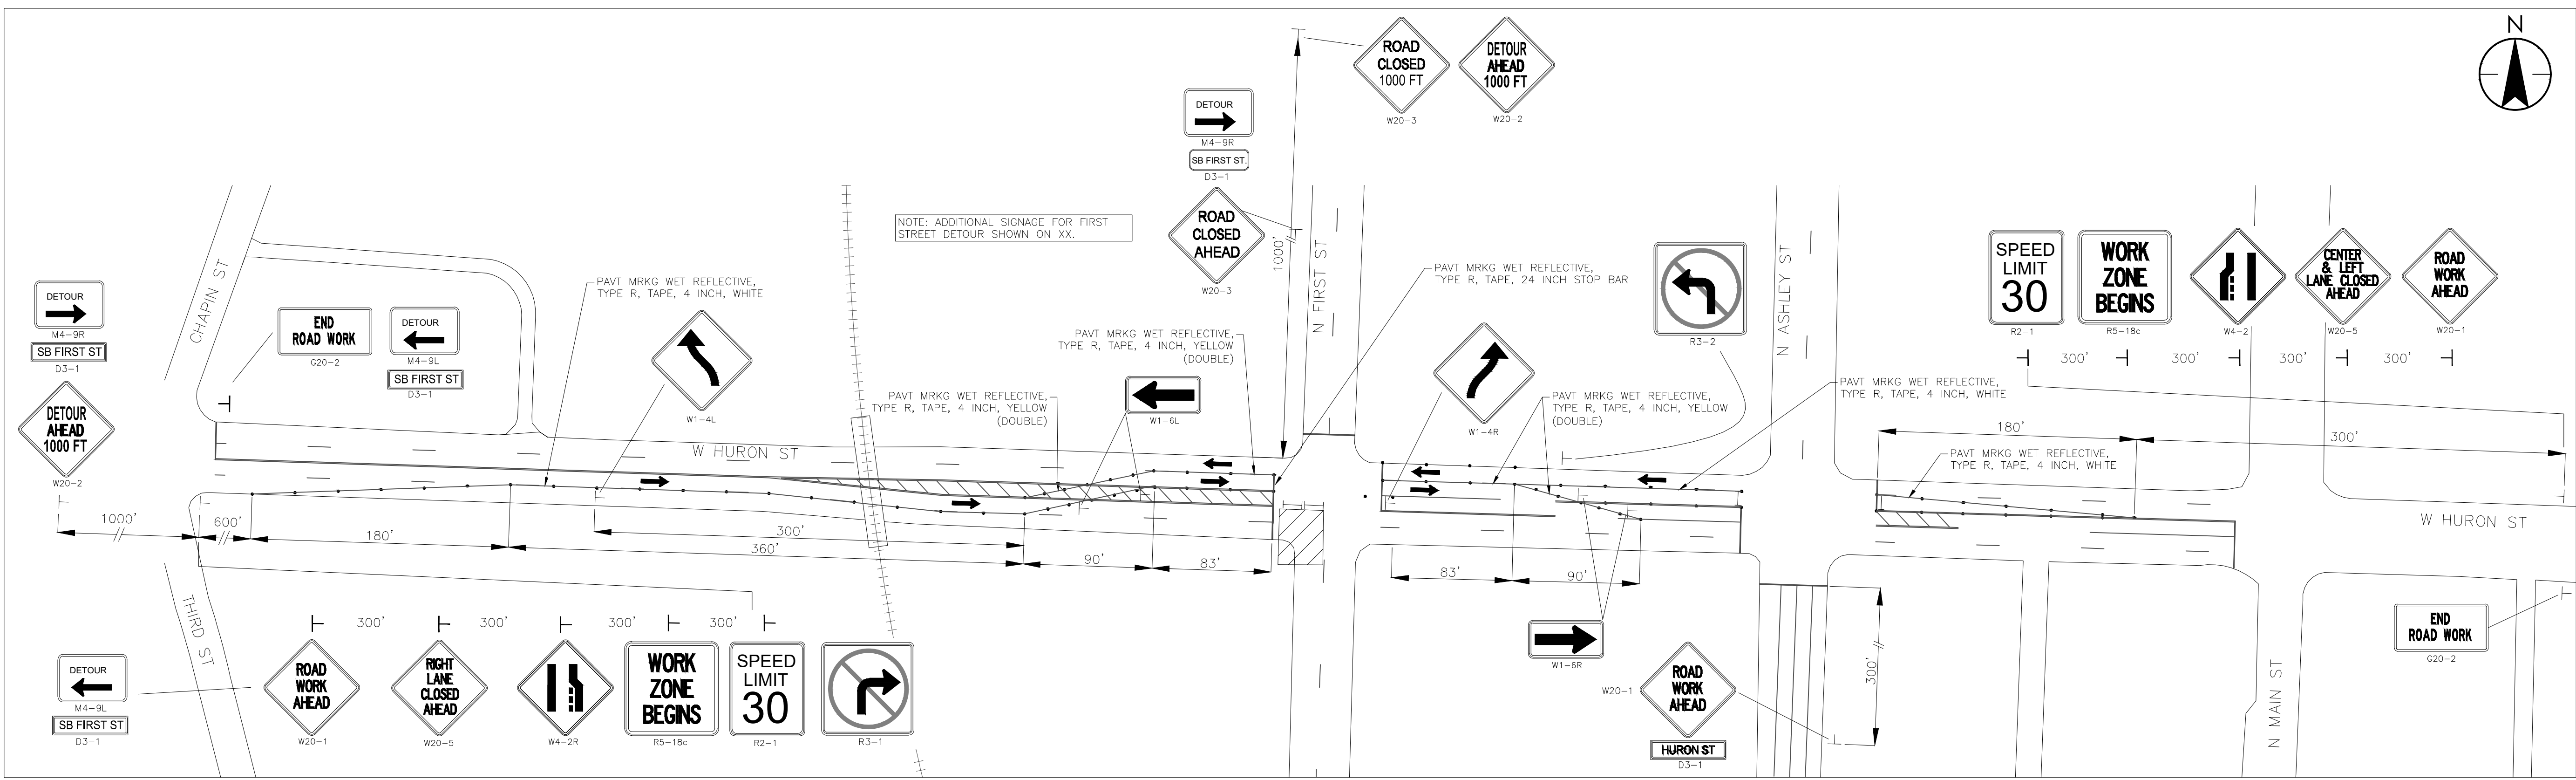 N
ROAD
CLOSED
1000 FT
W20-3
DETOUR
AHEAD
1000 FT
W20-2
DETOUR
M4-9R
SB FIRST ST.
D3-1
ROAD
CLOSED
AHEAD
W20-3
1000'
N FIRST ST
NOTE: ADDITIONAL SIGNAGE FOR FIRST
STREET DETOUR SHOWN ON XX.
CHAPIN ST
DETOUR
M4-9R
SB FIRST ST
D3-1
DETOUR
AHEAD
1000 FT
W20-2
END
ROAD WORK
G20-2
DETOUR
M4-9L
SB FIRST ST
D3-1
PAVT MRKG WET REFLECTIVE,
TYPE R, TAPE, 4 INCH, WHITE
W1-4L
PAVT MRKG WET REFLECTIVE,
TYPE R, TAPE, 4 INCH, YELLOW
(DOUBLE)
PAVT MRKG WET REFLECTIVE,
TYPE R, TAPE, 4 INCH, YELLOW
(DOUBLE)
W1-6L
PAVT MRKG WET REFLECTIVE,
TYPE R, TAPE, 24 INCH STOP BAR
W1-4R
R3-2
PAVT MRKG WET REFLECTIVE,
TYPE R, TAPE, 4 INCH, YELLOW
(DOUBLE)
N ASHLEY ST
PAVT MRKG WET REFLECTIVE,
TYPE R, TAPE, 4 INCH, WHITE
SPEED
LIMIT
30
R2-1
WORK
ZONE
BEGINS
R5-18c
W4-2
CENTER
& LEFT
LANE CLOSED
AHEAD
W20-5
ROAD
WORK
AHEAD
W20-1
300'
300'
300'
300'
180'
300'
PAVT MRKG WET REFLECTIVE,
TYPE R, TAPE, 4 INCH, WHITE
W HURON ST
W HURON ST
1000'
600'
180'
300'
360'
90'
83'
83'
90'
THIRD ST
DETOUR
M4-9L
SB FIRST ST
D3-1
300'
300'
300'
300'
ROAD
WORK
AHEAD
W20-1
RIGHT
LANE
CLOSED
AHEAD
W20-5
W4-2R
WORK
ZONE
BEGINS
R5-18c
SPEED
LIMIT
30
R2-1
R3-1
W1-6R
W20-1
ROAD
WORK
AHEAD
HURON ST
D3-1
300'
N MAIN ST
END
ROAD WORK
G20-2